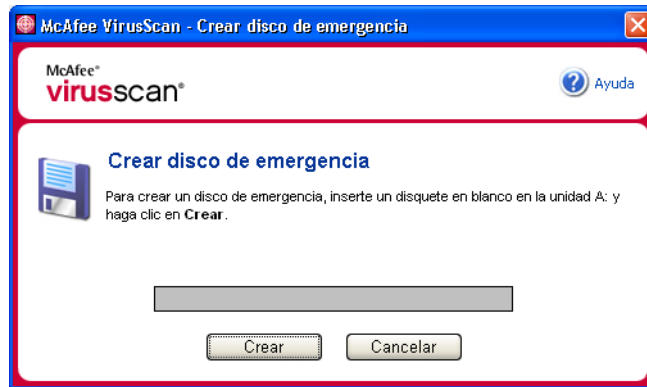 McAfee VirusScan - Crear disco de emergencia
McAfee®
virusscan®
Ayuda
Crear disco de emergencia
Para crear un disco de emergencia, inserte un disquete en blanco en la unidad A: y
haga clic en Crear.
Crear
Cancelar